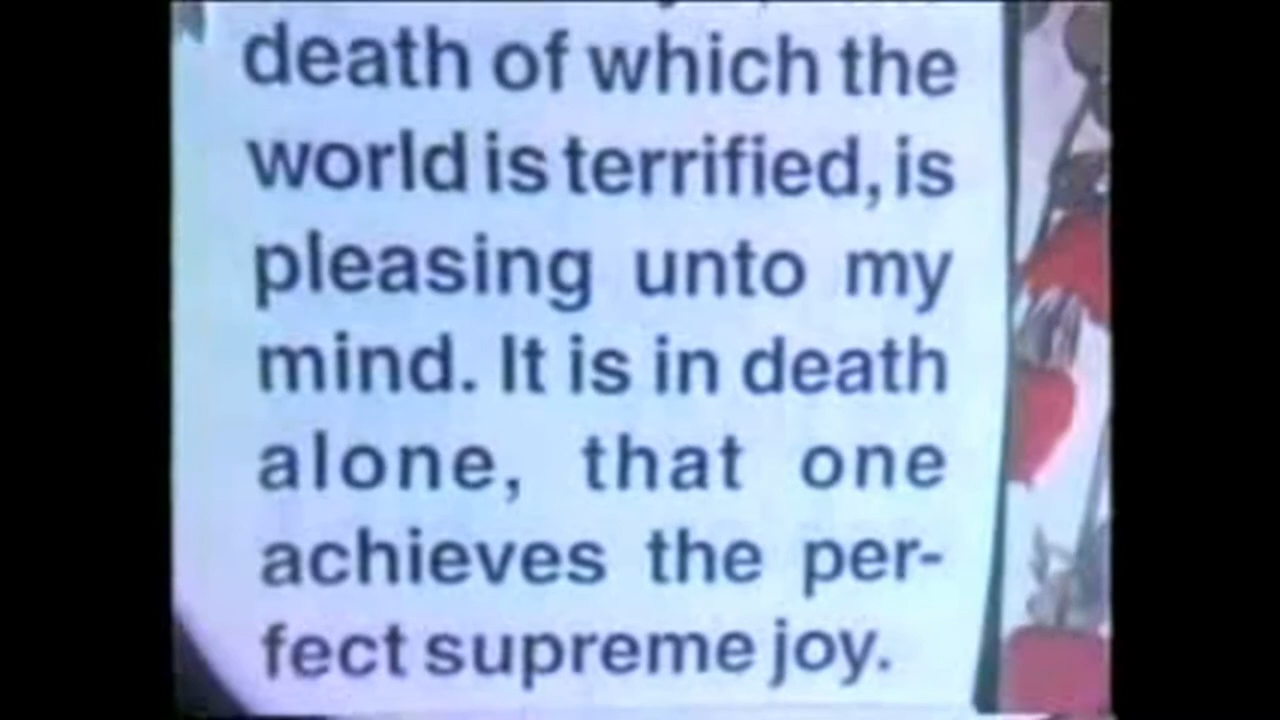 death of which the
world is terrified, is
pleasing unto my
mind. It is in death
alone, that one
achieves the per-
fect supreme joy.